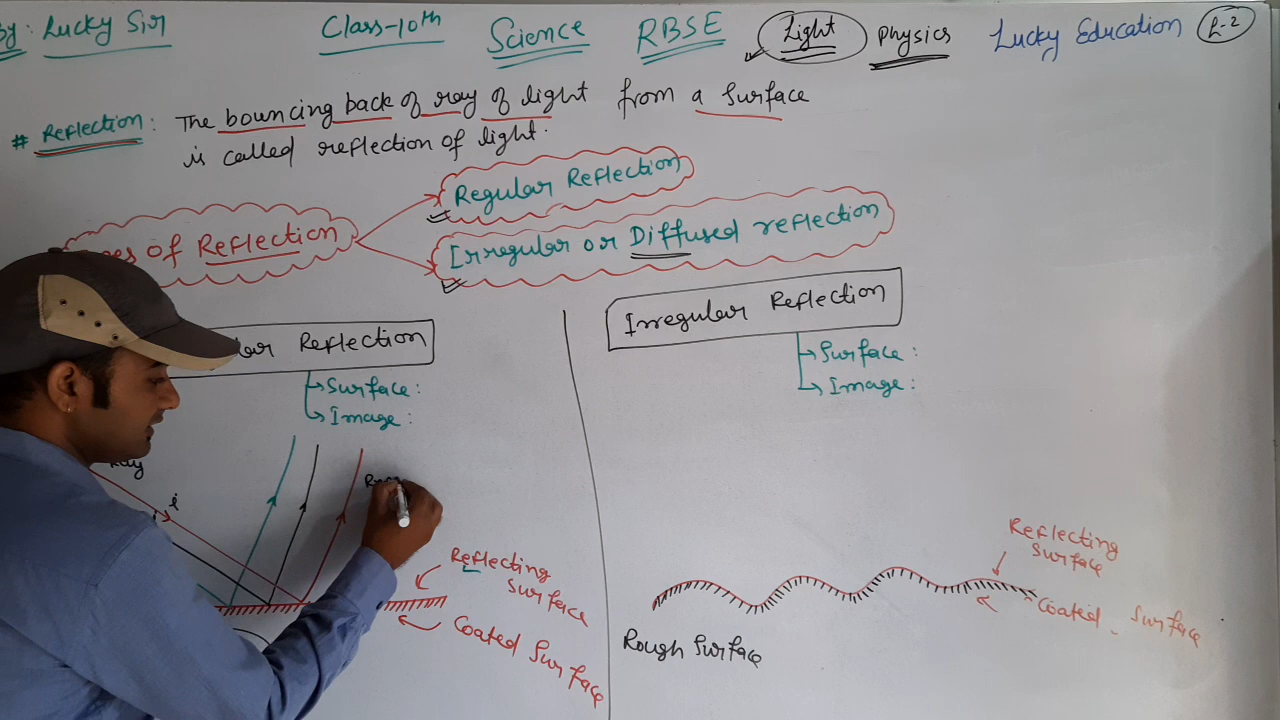 By: Lucky Sir Class-10th Science RBSE Light Physics Lucky Education L-2
# Reflection: The bouncing back of ray of light from a surface
is called reflection of light.
of Reflection
Regular Reflection
Irregular or Diffused reflection
Reflection
Surface:
Image:
Ray
i
Reflecting
Surface
Coated Surface
Irregular Reflection
Surface:
Image:
Reflecting
Surface
Coated Surface
Rough Surface